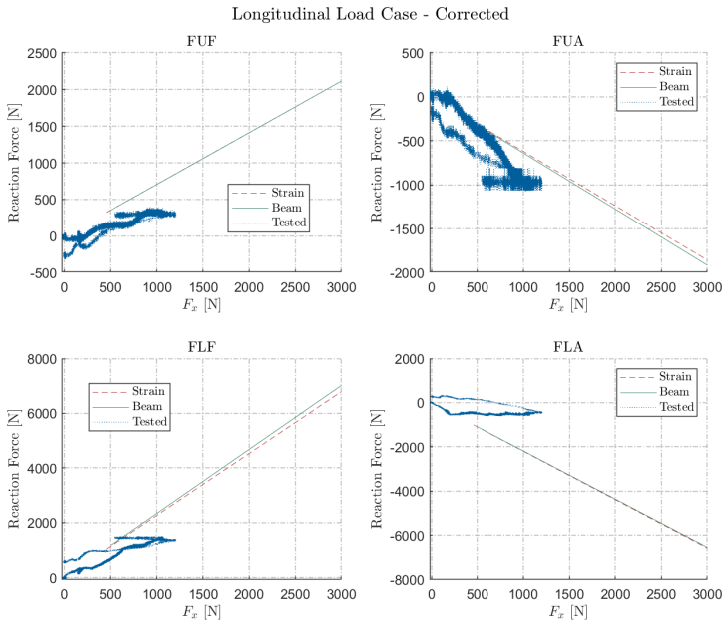 Longitudinal Load Case - Corrected
FUF
2500
2000
1500
1000
500
0
-500
Reaction Force [N]
Strain
Beam
Tested
0 500 1000 1500 2000 2500 3000
F_x [N]
FUA
500
0
-500
-1000
-1500
-2000
Reaction Force [N]
Strain
Beam
Tested
0 500 1000 1500 2000 2500 3000
F_x [N]
FLF
8000
6000
4000
2000
0
Reaction Force [N]
Strain
Beam
Tested
0 500 1000 1500 2000 2500 3000
F_x [N]
FLA
2000
0
-2000
-4000
-6000
-8000
Reaction Force [N]
Strain
Beam
Tested
0 500 1000 1500 2000 2500 3000
F_x [N]